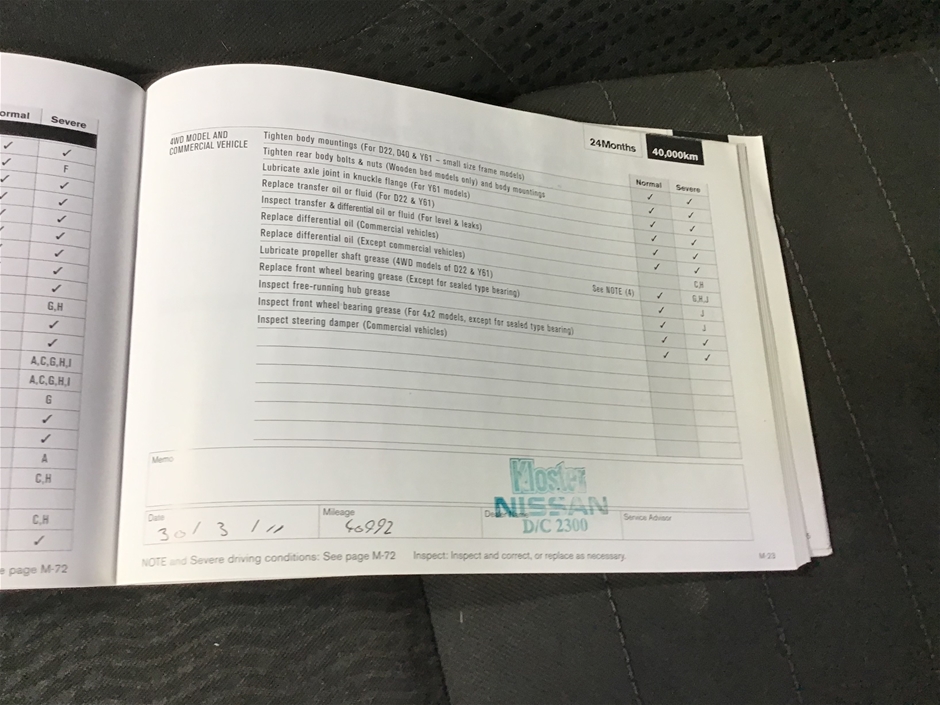 ormal Severe
✓ ✓
✓ F
✓ ✓
✓ ✓
✓ ✓
✓ ✓
✓ ✓
✓ ✓
G,H
✓
✓
A,C,G,H,I
A,C,G,H,I
G
✓
✓
A
C,H
C,H
✓
e page M-72
24Months 40,000km
4WD MODEL AND
COMMERCIAL VEHICLE
Normal Severe
Tighten body mountings (For D22, D40 & Y61 – small size frame models) ✓ ✓
Tighten rear body bolts & nuts (Wooden bed models only) and body mountings ✓ ✓
Lubricate axle joint in knuckle flange (For Y61 models) ✓ ✓
Replace transfer oil or fluid (For D22 & Y61) ✓ ✓
Inspect transfer & differential oil or fluid (For level & leaks) ✓ ✓
Replace differential oil (Commercial vehicles) ✓ ✓
Replace differential oil (Except commercial vehicles) C,H
Lubricate propeller shaft grease (4WD models of D22 & Y61) See NOTE (4) ✓ G,H,J
Replace front wheel bearing grease (Except for sealed type bearing) ✓ J
Inspect free-running hub grease ✓ J
Inspect front wheel bearing grease (For 4x2 models, except for sealed type bearing) ✓ ✓
Inspect steering damper (Commercial vehicles) ✓ ✓
Memo
Date 30/3/11
Mileage 40992
Kloster
NISSAN
D/C 2300
Service Advisor
NOTE and Severe driving conditions: See page M-72 Inspect: Inspect and correct, or replace as necessary.
M-23